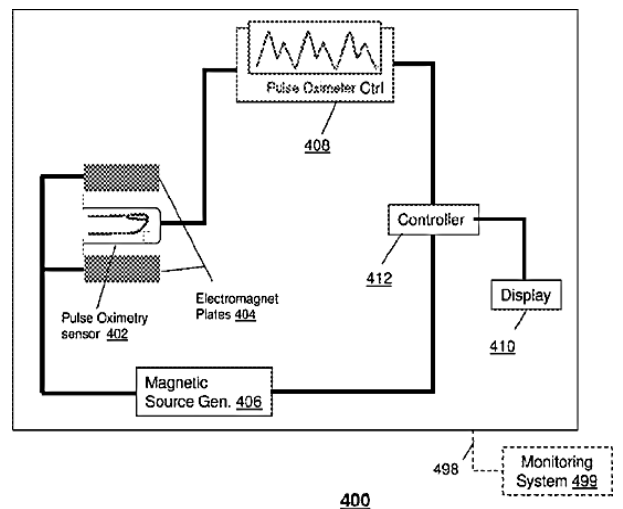 Pulse Oximeter Ctrl
408
Controller
412
Display
410
Electromagnet
Plates 404
Pulse Oximetry
sensor 402
Magnetic
Source Gen. 406
498
Monitoring
System 499
400